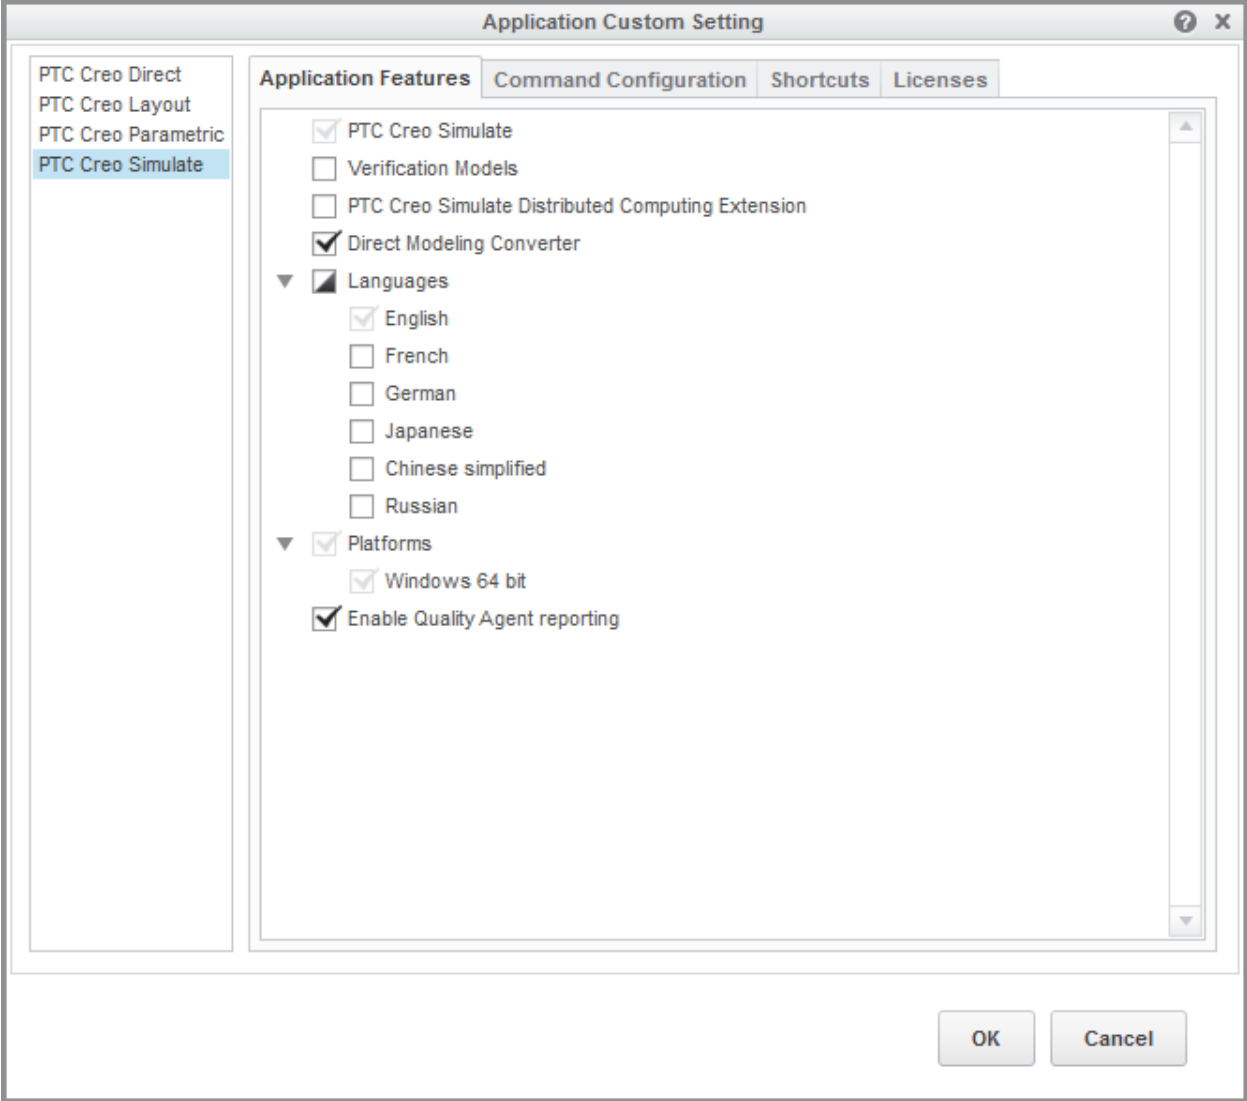 Application Custom Setting
PTC Creo Direct
PTC Creo Layout
PTC Creo Parametric
PTC Creo Simulate
Application Features Command Configuration Shortcuts Licenses
PTC Creo Simulate
Verification Models
PTC Creo Simulate Distributed Computing Extension
Direct Modeling Converter
Languages
English
French
German
Japanese
Chinese simplified
Russian
Platforms
Windows 64 bit
Enable Quality Agent reporting
OK Cancel